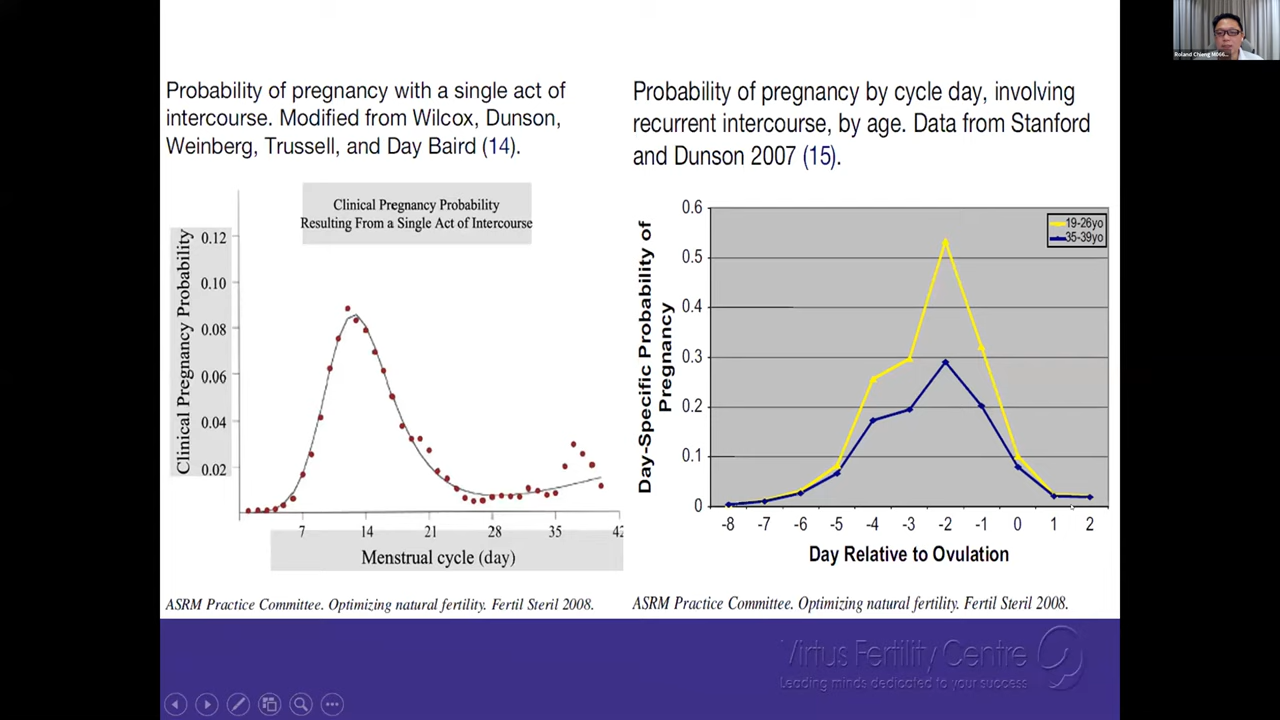 Roland Chieng M066...
Probability of pregnancy with a single act of
intercourse. Modified from Wilcox, Dunson,
Weinberg, Trussell, and Day Baird (14).
Clinical Pregnancy Probability
Resulting From a Single Act of Intercourse
Clinical Pregnancy Probability
0.12
0.10
0.08
0.06
0.04
0.02
7 14 21 28 35 42
Menstrual cycle (day)
ASRM Practice Committee. Optimizing natural fertility. Fertil Steril 2008.
Probability of pregnancy by cycle day, involving
recurrent intercourse, by age. Data from Stanford
and Dunson 2007 (15).
Day-Specific Probability of
Pregnancy
0.6
0.5
0.4
0.3
0.2
0.1
0
19-26yo
35-39yo
-8 -7 -6 -5 -4 -3 -2 -1 0 1 2
Day Relative to Ovulation
ASRM Practice Committee. Optimizing natural fertility. Fertil Steril 2008.
Virtus Fertility Centre
Leading minds dedicated to your success